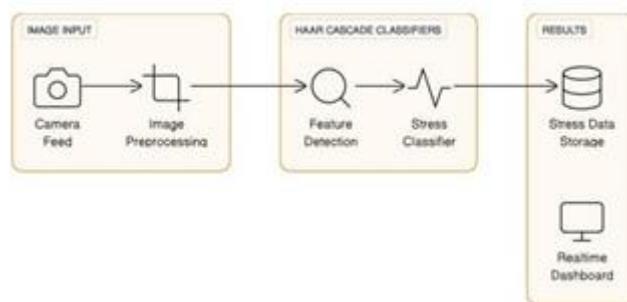 IMAGE INPUT
HAAR CASCADE CLASSIFIERS
RESULTS
Camera
Feed
Image
Preprocessing
Feature
Detection
Stress
Classifier
Stress Data
Storage
Realtime
Dashboard